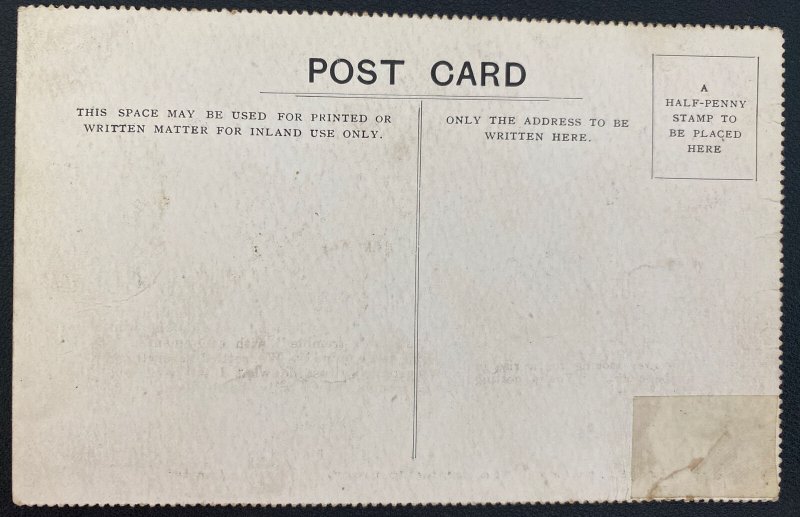 POST CARD
THIS SPACE MAY BE USED FOR PRINTED OR
WRITTEN MATTER FOR INLAND USE ONLY.
ONLY THE ADDRESS TO BE
WRITTEN HERE.
A
HALF-PENNY
STAMP TO
BE PLACED
HERE